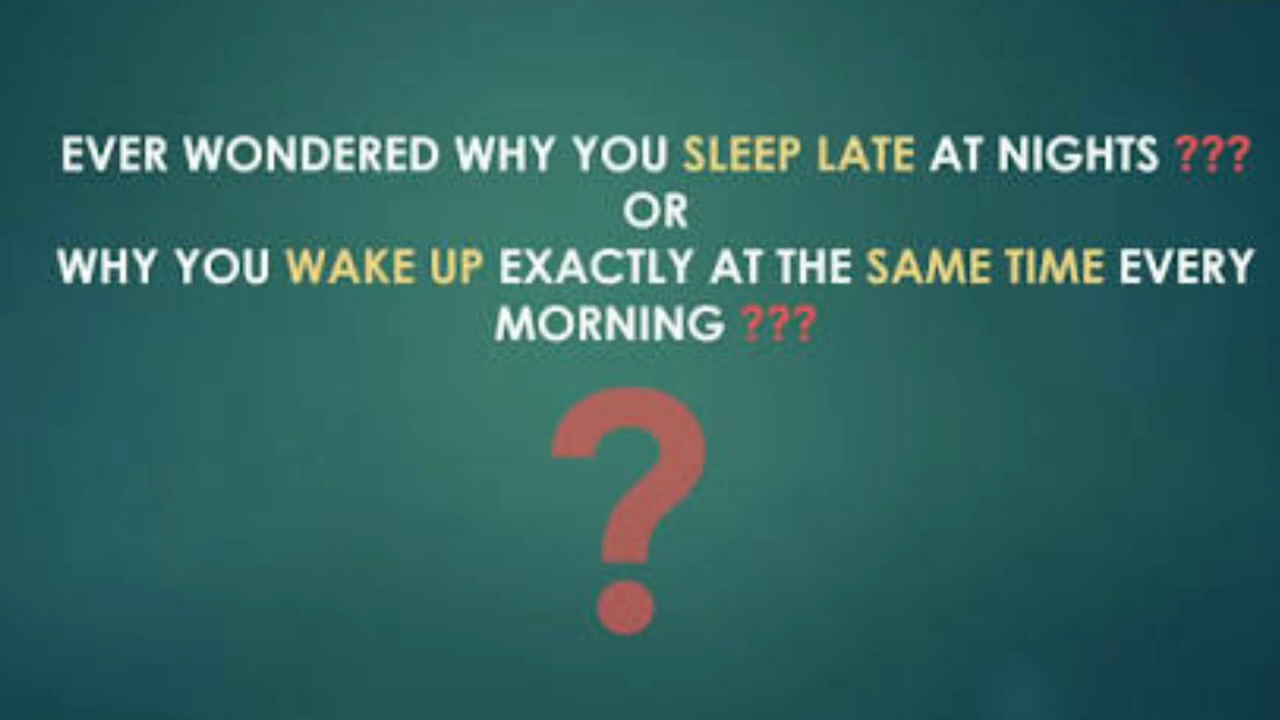 EVER WONDERED WHY YOU SLEEP LATE AT NIGHTS ???
OR
WHY YOU WAKE UP EXACTLY AT THE SAME TIME EVERY
MORNING ???
?